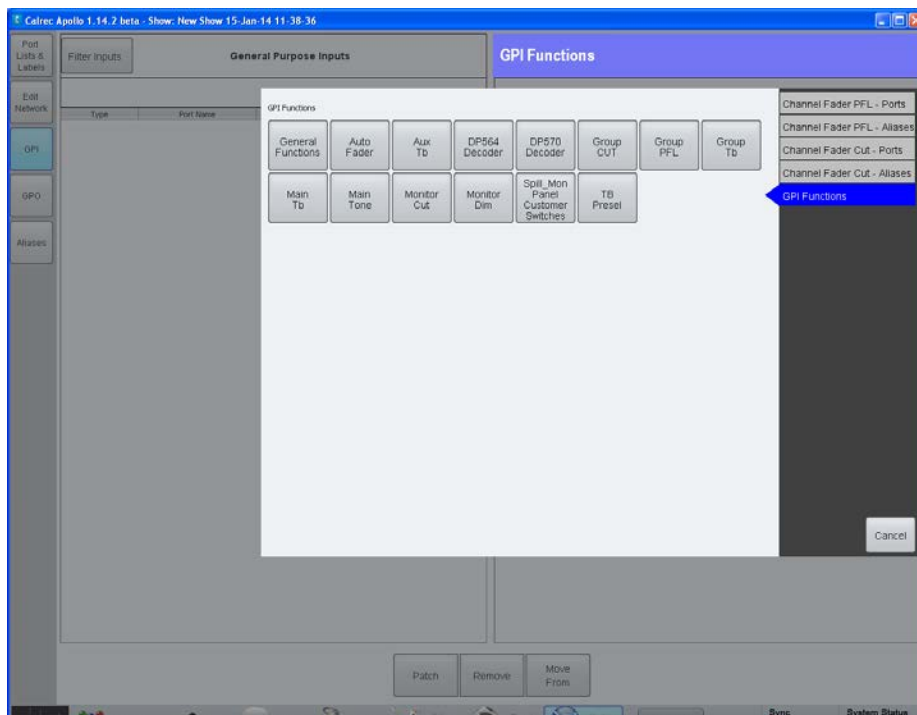 Calrec Apollo 1.14.2 beta - Show: New Show 15-Jan-14 11-38-36
Port
Lists &
Labels
Edit
Network
GPI
GPO
Aliases
Filter Inputs
General Purpose Inputs
Type
Port Name
GPI Functions
GPI Functions
General
Functions
Auto
Fader
Aux
Tb
DP564
Decoder
DP570
Decoder
Group
CUT
Group
PFL
Group
Tb
Main
Tb
Main
Tone
Monitor
Cut
Monitor
Dim
Spill_Mon
Panel
Customer
Switches
TB
Presel
Channel Fader PFL - Ports
Channel Fader PFL - Aliases
Channel Fader Cut - Ports
Channel Fader Cut - Aliases
GPI Functions
Cancel
Patch
Remove
Move
From
Sync
System Status